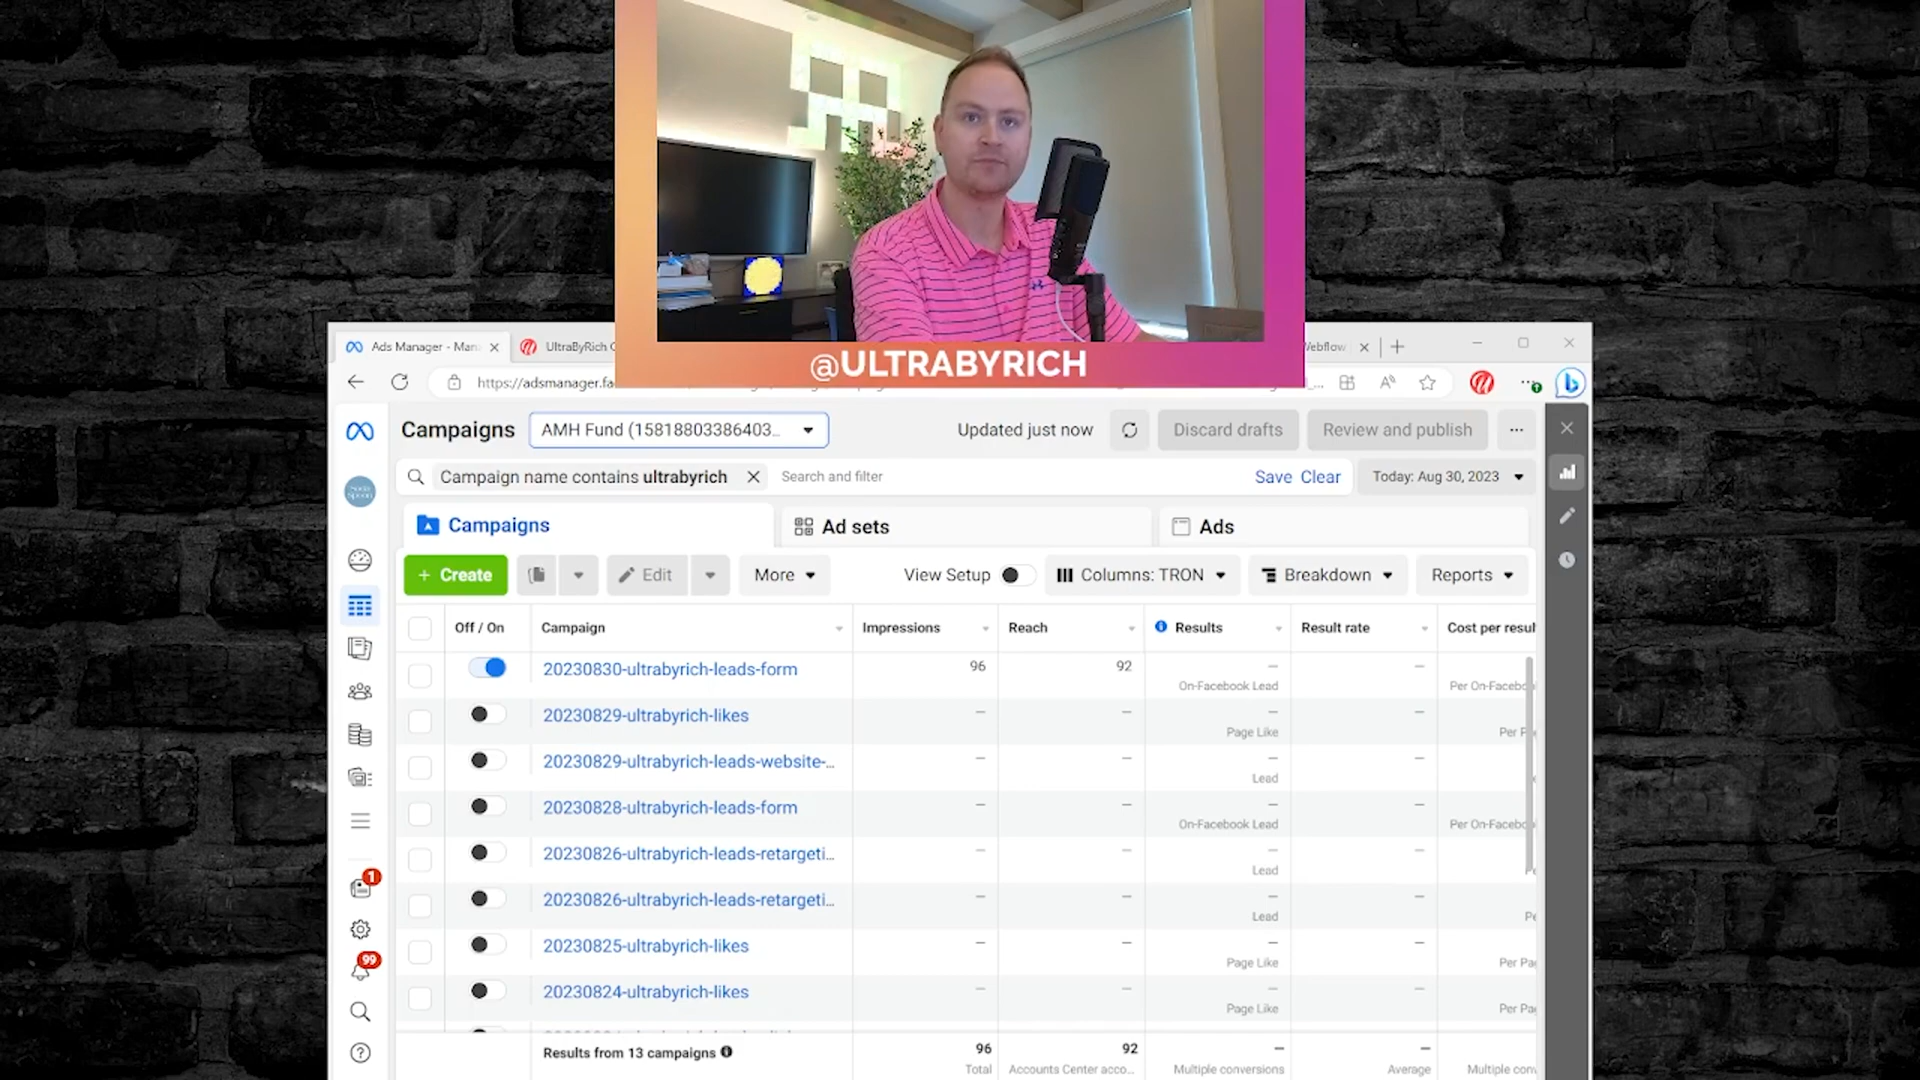 @ULTRABYRICH
Ads Manager - Man
UltraByRich
Webflow
https://adsmanager.fa
Campaigns
AMH Fund (15818803386403...
Updated just now
Discard drafts
Review and publish
Campaign name contains ultrabyrich
Search and filter
Save Clear
Today: Aug 30, 2023
Campaigns
Ad sets
Ads
+ Create
Edit
More
View Setup
Columns: TRON
Breakdown
Reports
Off / On
Campaign
Impressions
Reach
Results
Result rate
Cost per resul
20230830-ultrabyrich-leads-form
96
92
—
—
On-Facebook Lead
Per On-Facebo
20230829-ultrabyrich-likes
—
—
—
—
Page Like
Per P
20230829-ultrabyrich-leads-website-...
—
—
—
—
Lead
20230828-ultrabyrich-leads-form
—
—
—
—
On-Facebook Lead
Per On-Facebo
20230826-ultrabyrich-leads-retargeti...
—
—
—
—
Lead
20230826-ultrabyrich-leads-retargeti...
—
—
—
—
Lead
Pe
20230825-ultrabyrich-likes
—
—
—
—
Page Like
Per Pa
20230824-ultrabyrich-likes
—
—
—
—
Page Like
Per Pa
1
99
Results from 13 campaigns
96
92
—
—
Total
Accounts Center acco...
Multiple conversions
Average
Multiple con